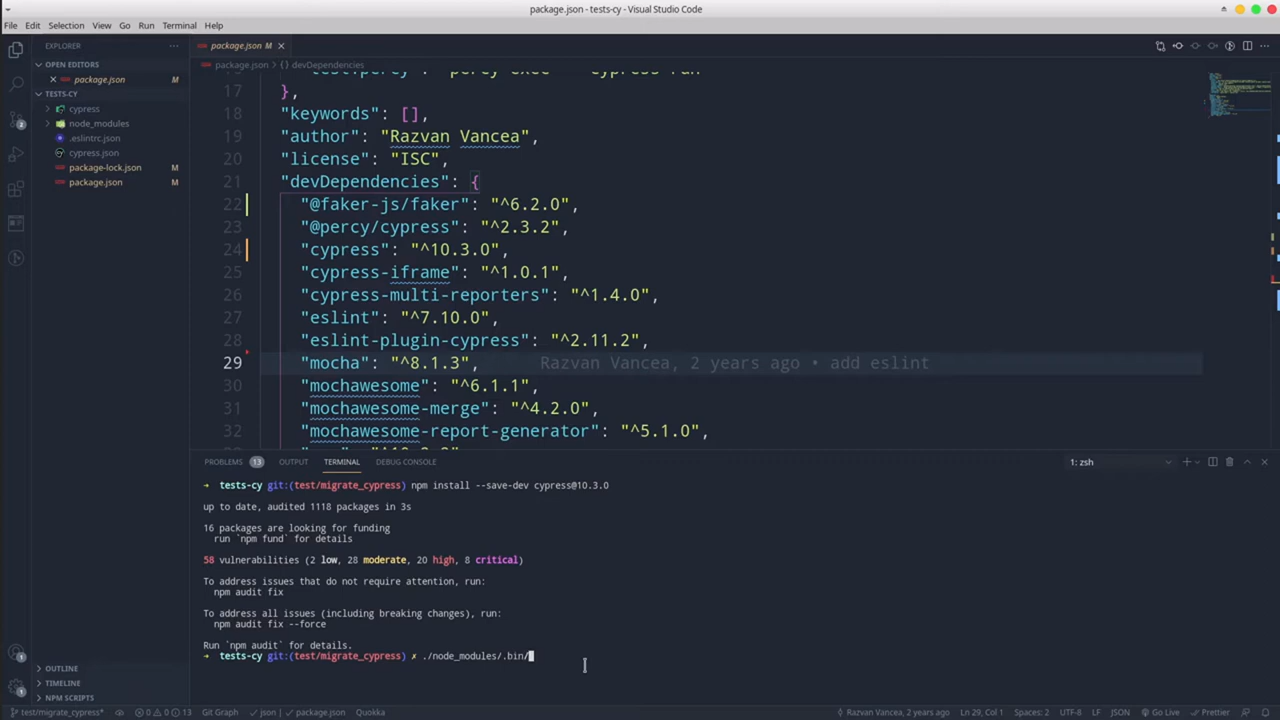 package.json - tests-cy - Visual Studio Code
File Edit Selection View Go Run Terminal Help
EXPLORER
package.json M
OPEN EDITORS
package.json > {} devDependencies
package.json M
TESTS-CY
cypress
node_modules
.eslintrc.json
cypress.json
package-lock.json M
package.json M
17 },
18 "keywords": [],
19 "author": "Razvan Vancea",
20 "license": "ISC",
21 "devDependencies": {
22 "@faker-js/faker": "^6.2.0",
23 "@percy/cypress": "^2.3.2",
24 "cypress": "^10.3.0",
25 "cypress-iframe": "^1.0.1",
26 "cypress-multi-reporters": "^1.4.0",
27 "eslint": "^7.10.0",
28 "eslint-plugin-cypress": "^2.11.2",
29 "mocha": "^8.1.3", Razvan Vancea, 2 years ago • add eslint
30 "mochawesome": "^6.1.1",
31 "mochawesome-merge": "^4.2.0",
32 "mochawesome-report-generator": "^5.1.0",
PROBLEMS 13 OUTPUT TERMINAL DEBUG CONSOLE 1: zsh
→ tests-cy git:(test/migrate_cypress) npm install --save-dev cypress@10.3.0
up to date, audited 1118 packages in 3s
16 packages are looking for funding
run `npm fund` for details
58 vulnerabilities (2 low, 28 moderate, 20 high, 8 critical)
To address issues that do not require attention, run:
npm audit fix
To address all issues (including breaking changes), run:
npm audit fix --force
Run `npm audit` for details.
→ tests-cy git:(test/migrate_cypress) ✗ ./node_modules/.bin/
OUTLINE
TIMELINE
NPM SCRIPTS
test/migrate_cypress* 0 0 13 Git Graph json package.json Quokka Razvan Vancea, 2 years ago Ln 29, Col 1 Spaces: 2 UTF-8 LF JSON Go Live Prettier